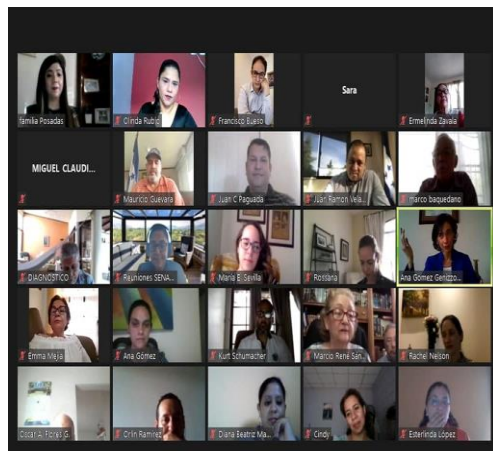 familia Posadas
Olinda Rubio
Francisco Bueso
Sara
Ermelinda Zavala
MIGUEL CLAUDI...
Mauricio Guevara
Juan C Paguada
Juan Ramon Vela...
marco baquedano
DIAGNOSTICO
Reuniones SENA...
Maria E. Sevilla
Rossana
Ana Gomez Genizzo...
Emma Mejia
Ana Gómez
Kurt Schumacher
Marcio René San...
Rachel Nelson
Oscar A. Flores G.
Orlin Ramirez
Diana Beatriz Ma...
Cindy
Esterlinda López